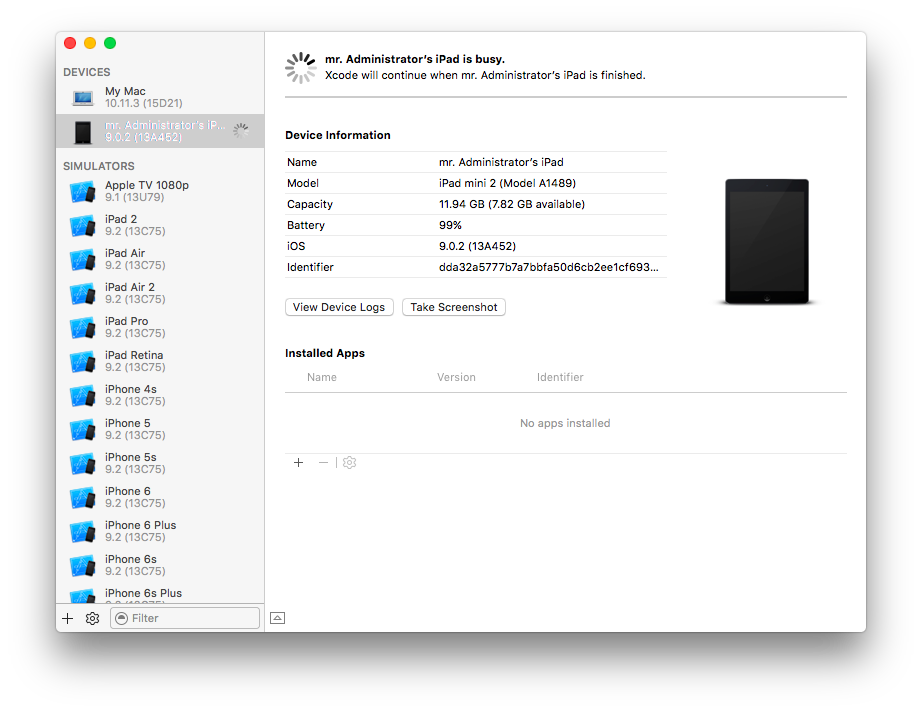 DEVICES
My Mac
10.11.3 (15D21)
mr. Administrator's iP...
9.0.2 (13A452)
SIMULATORS
Apple TV 1080p
9.1 (13U79)
iPad 2
9.2 (13C75)
iPad Air
9.2 (13C75)
iPad Air 2
9.2 (13C75)
iPad Pro
9.2 (13C75)
iPad Retina
9.2 (13C75)
iPhone 4s
9.2 (13C75)
iPhone 5
9.2 (13C75)
iPhone 5s
9.2 (13C75)
iPhone 6
9.2 (13C75)
iPhone 6 Plus
9.2 (13C75)
iPhone 6s
9.2 (13C75)
iPhone 6s Plus
Filter
mr. Administrator's iPad is busy.
Xcode will continue when mr. Administrator's iPad is finished.
Device Information
Name mr. Administrator's iPad
Model iPad mini 2 (Model A1489)
Capacity 11.94 GB (7.82 GB available)
Battery 99%
iOS 9.0.2 (13A452)
Identifier dda32a5777b7a7bbfa50d6cb2ee1cf693...
View Device Logs Take Screenshot
Installed Apps
Name Version Identifier
No apps installed